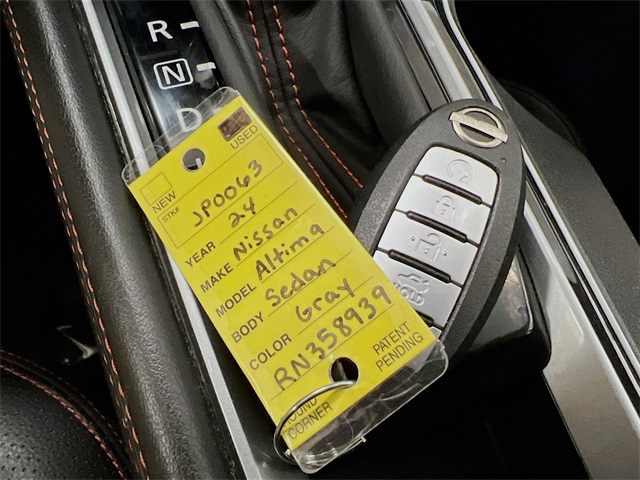 R
N
D
NEW
USED
STK# JP0063
YEAR 24
MAKE Nissan
MODEL Altima
BODY Sedan
COLOR Gray
RN358939
PATENT
PENDING
ROUND
CORNER
HOLD